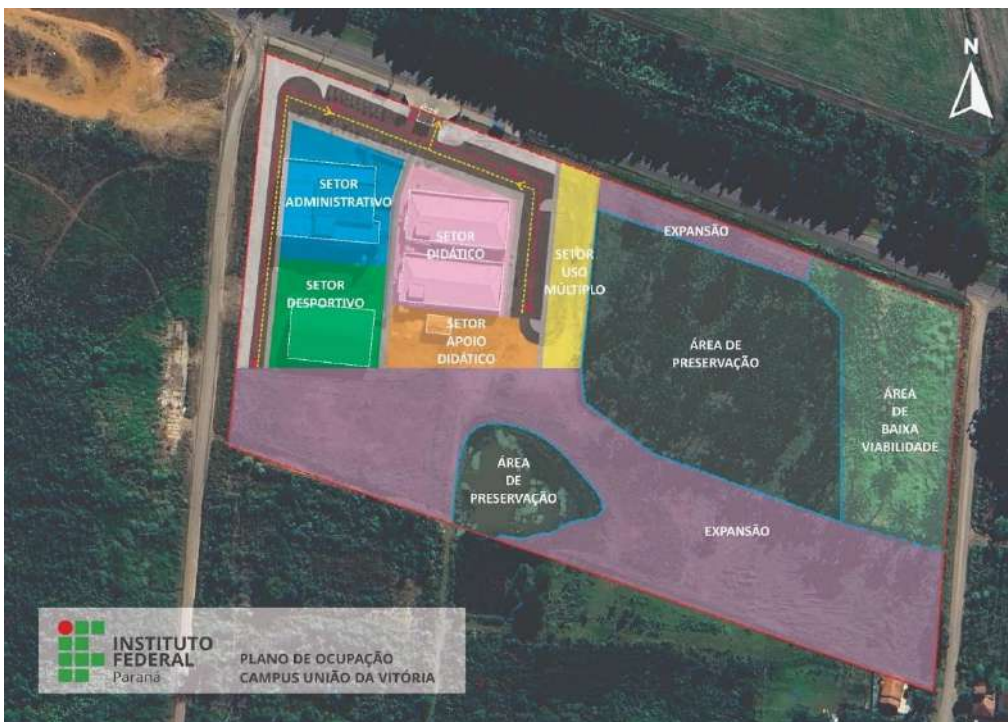 N
SETOR
ADMINISTRATIVO
SETOR
DIDÁTICO
SETOR
DESPORTIVO
SETOR
APOIO
DIDÁTICO
SETOR
USO
MÚLTIPLO
EXPANSÃO
ÁREA DE
PRESERVAÇÃO
ÁREA
DE
BAIXA
VIABILIDADE
ÁREA
DE
PRESERVAÇÃO
EXPANSÃO
INSTITUTO
FEDERAL
Paraná
PLANO DE OCUPAÇÃO
CAMPUS UNIÃO DA VITÓRIA